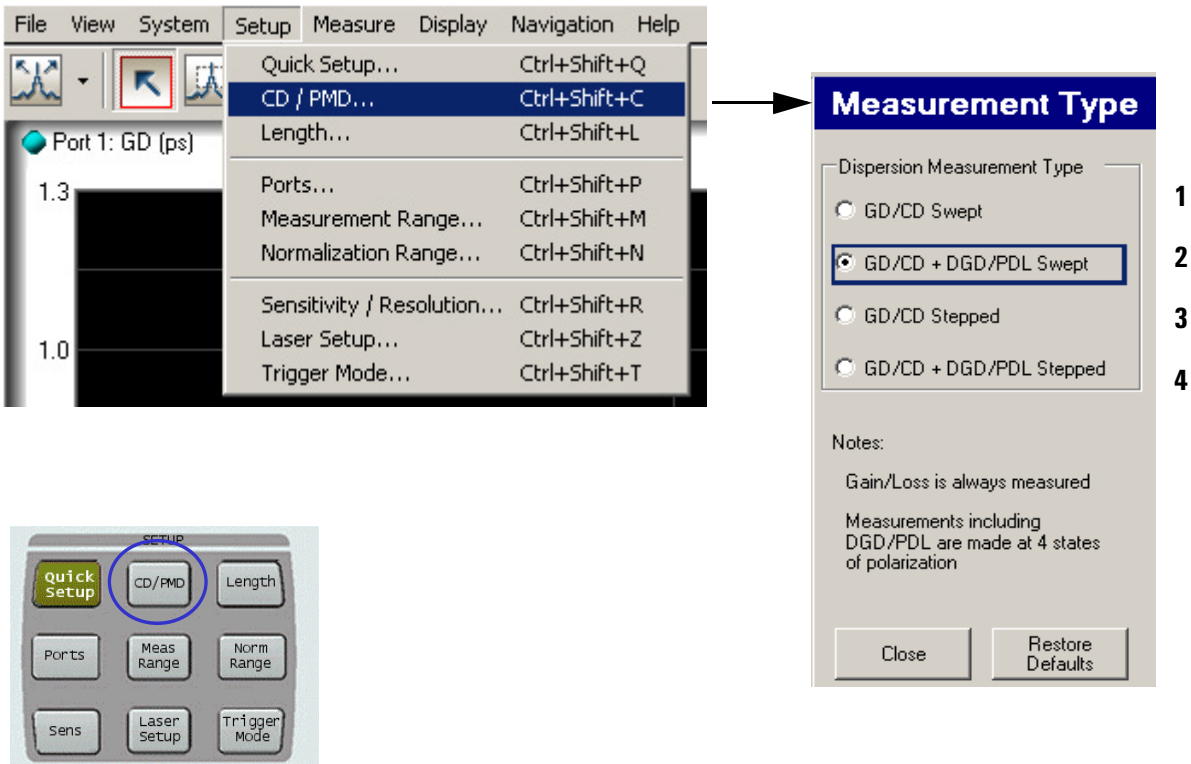 File View System Setup Measure Display Navigation Help
Quick Setup... Ctrl+Shift+Q
CD / PMD... Ctrl+Shift+C
Length... Ctrl+Shift+L
Ports... Ctrl+Shift+P
Measurement Range... Ctrl+Shift+M
Normalization Range... Ctrl+Shift+N
Sensitivity / Resolution... Ctrl+Shift+R
Laser Setup... Ctrl+Shift+Z
Trigger Mode... Ctrl+Shift+T
Port 1: GD (ps)
1.3
1.0
Measurement Type
Dispersion Measurement Type
GD/CD Swept 1
GD/CD + DGD/PDL Swept 2
GD/CD Stepped 3
GD/CD + DGD/PDL Stepped 4
Notes:
Gain/Loss is always measured
Measurements including
DGD/PDL are made at 4 states
of polarization
Close
Restore
Defaults
SETUP
Quick
Setup
CD/PMD
Length
Ports
Meas
Range
Norm
Range
Sens
Laser
Setup
Trigger
Mode